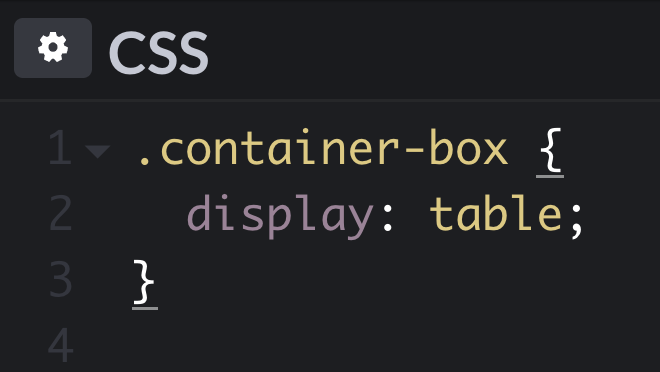 CSS
1 .container-box {
2 display: table;
3 }
4